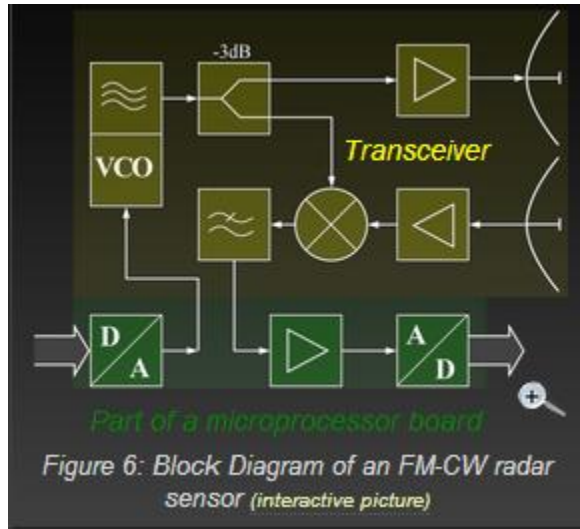 -3dB
VCO
Transceiver
D
A
A
D
Part of a microprocessor board
Figure 6: Block Diagram of an FM-CW radar
sensor (interactive picture)